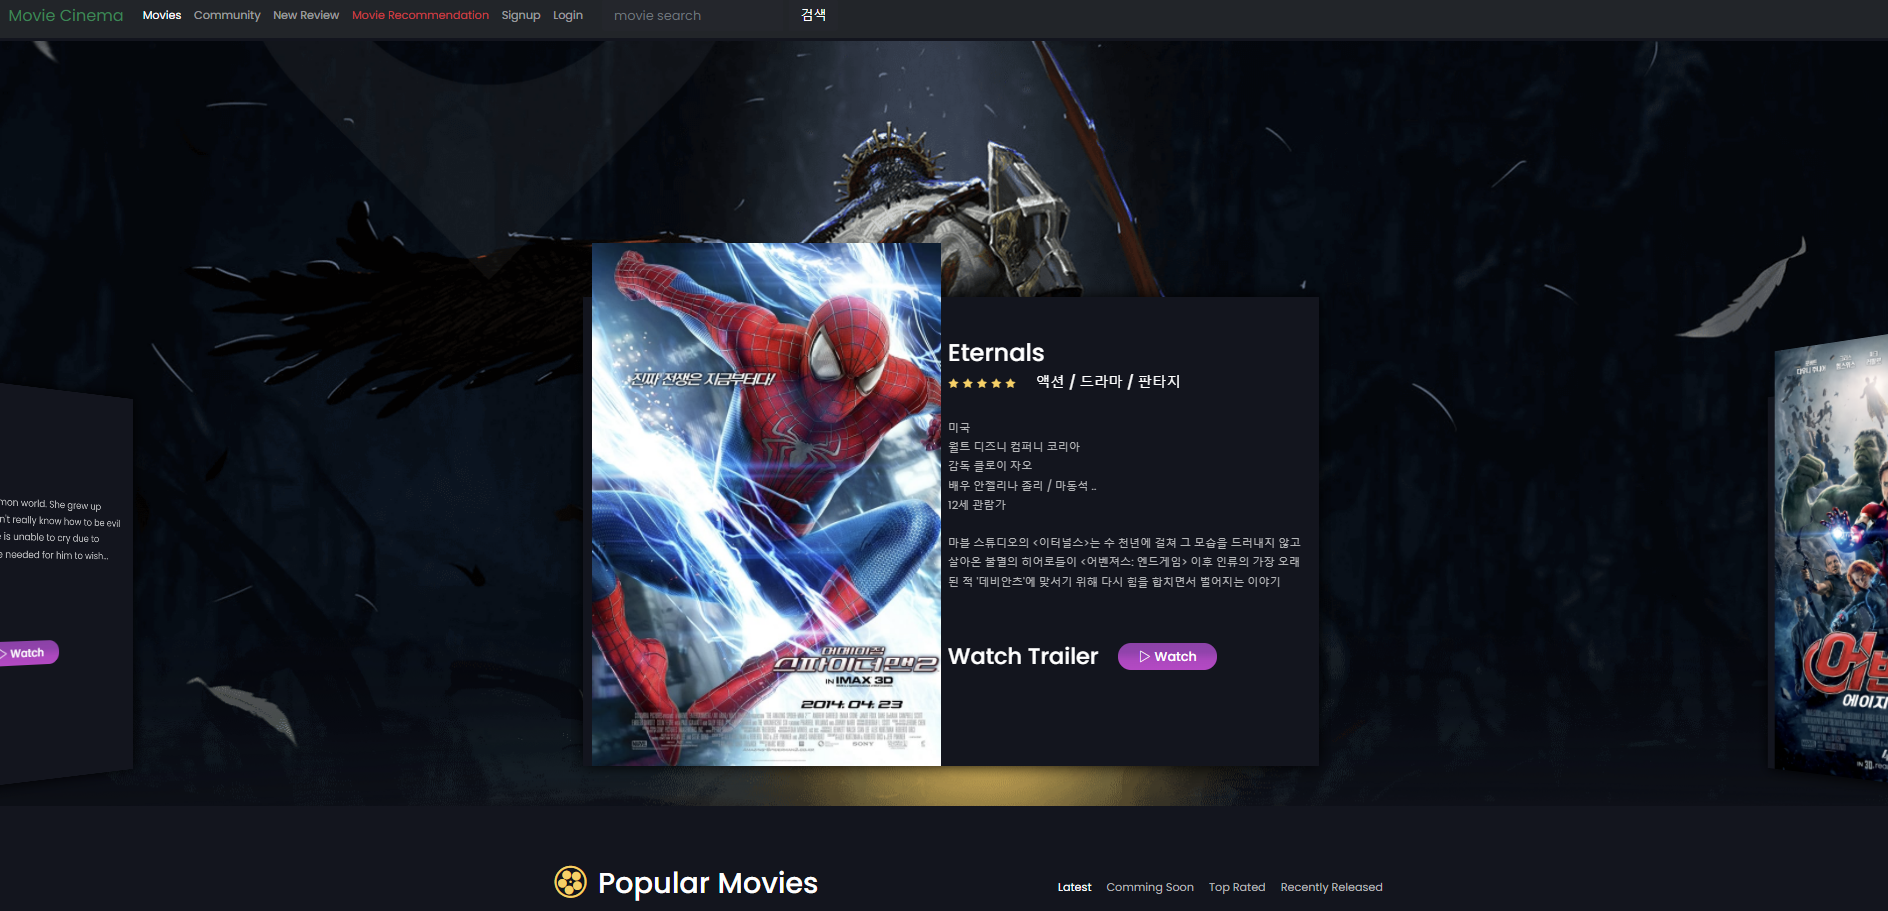 Movie Cinema Movies Community New Review Movie Recommendation Signup Login movie search 검색
진짜 전쟁은 지금부터다!
어메이징
스파이더맨2
IN IMAX 3D
2014. 04. 23
SONY
Eternals
액션 / 드라마 / 판타지
미국
월트 디즈니 컴퍼니 코리아
감독 클로이 자오
배우 안젤리나 졸리 / 마동석 ..
12세 관람가
마블 스튜디오의 <이터널스>는 수 천년에 걸쳐 그 모습을 드러내지 않고
살아온 불멸의 히어로들이 <어벤져스: 엔드게임> 이후 인류의 가장 오래
된 적 '데비안츠'에 맞서기 위해 다시 힘을 합치면서 벌어지는 이야기
Watch Trailer Watch
mon world. She grew up
n't really know how to be evil
e is unable to cry due to
e needed for him to wish...
Watch
어벤
에이지
IN 3D
Popular Movies
Latest Comming Soon Top Rated Recently Released